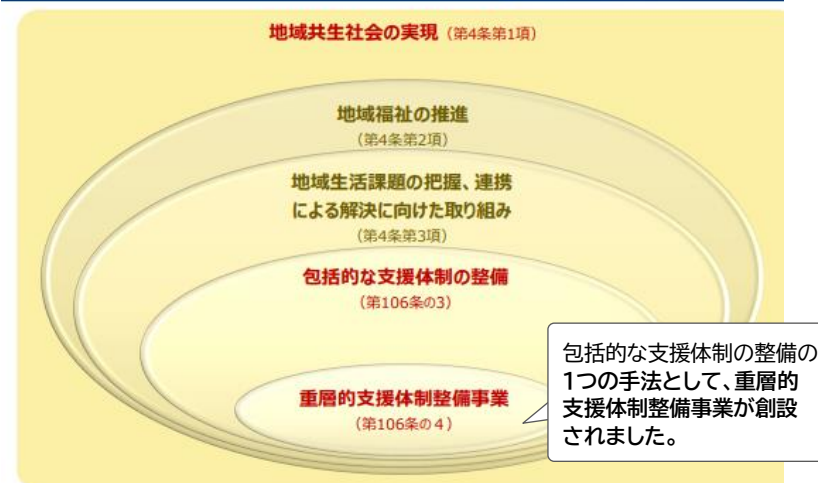 地域共生社会の実現（第4条第1項）
地域福祉の推進
（第4条第2項）
地域生活課題の把握、連携
による解決に向けた取り組み
（第4条第3項）
包括的な支援体制の整備
（第106条の3）
重層的支援体制整備事業
（第106条の４）
包括的な支援体制の整備の
1つの手法として、重層的
支援体制整備事業が創設
されました。